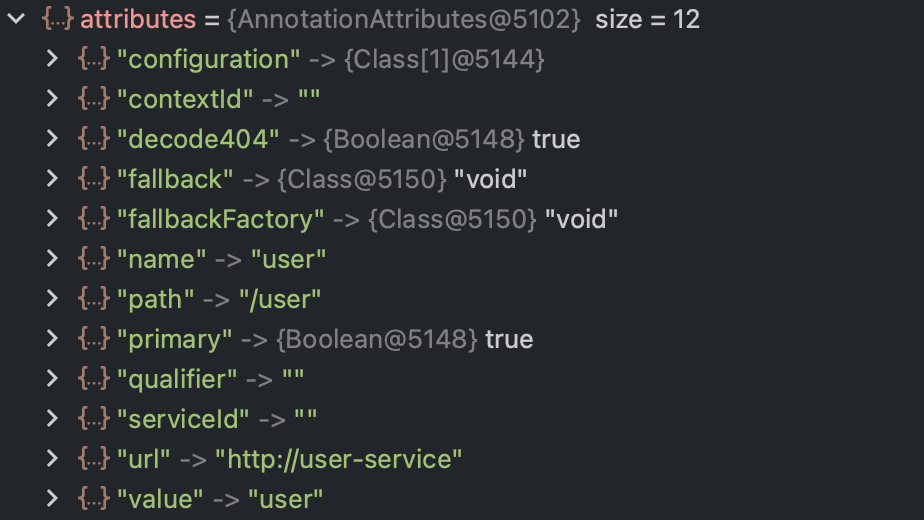 {...} attributes = {AnnotationAttributes@5102} size = 12
{...} "configuration" -> {Class[1]@5144}
{...} "contextId" -> ""
{...} "decode404" -> {Boolean@5148} true
{...} "fallback" -> {Class@5150} "void"
{...} "fallbackFactory" -> {Class@5150} "void"
{...} "name" -> "user"
{...} "path" -> "/user"
{...} "primary" -> {Boolean@5148} true
{...} "qualifier" -> ""
{...} "serviceId" -> ""
{...} "url" -> "http://user-service"
{...} "value" -> "user"